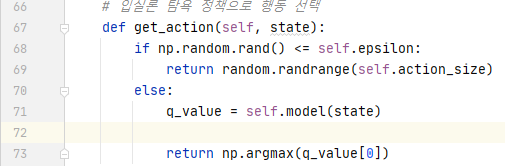 66 # 입실론 탐욕 정책으로 행동 선택
67 def get_action(self, state):
68 if np.random.rand() <= self.epsilon:
69 return random.randrange(self.action_size)
70 else:
71 q_value = self.model(state)
72
73 return np.argmax(q_value[0])